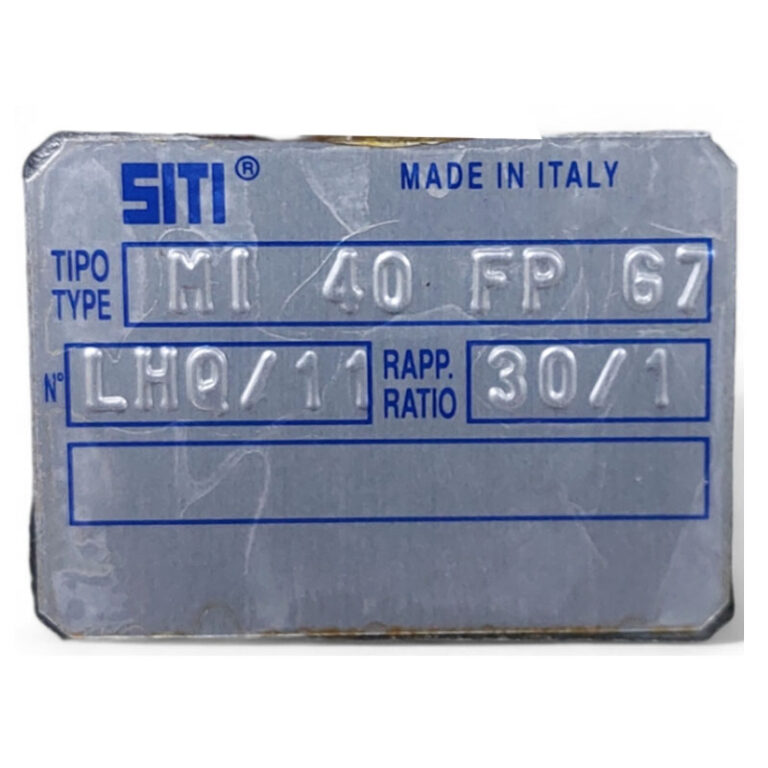 SITI® MADE IN ITALY
TIPO
TYPE MI 40 FP 67
N° LHQ/11 RAPP.
RATIO 30/1